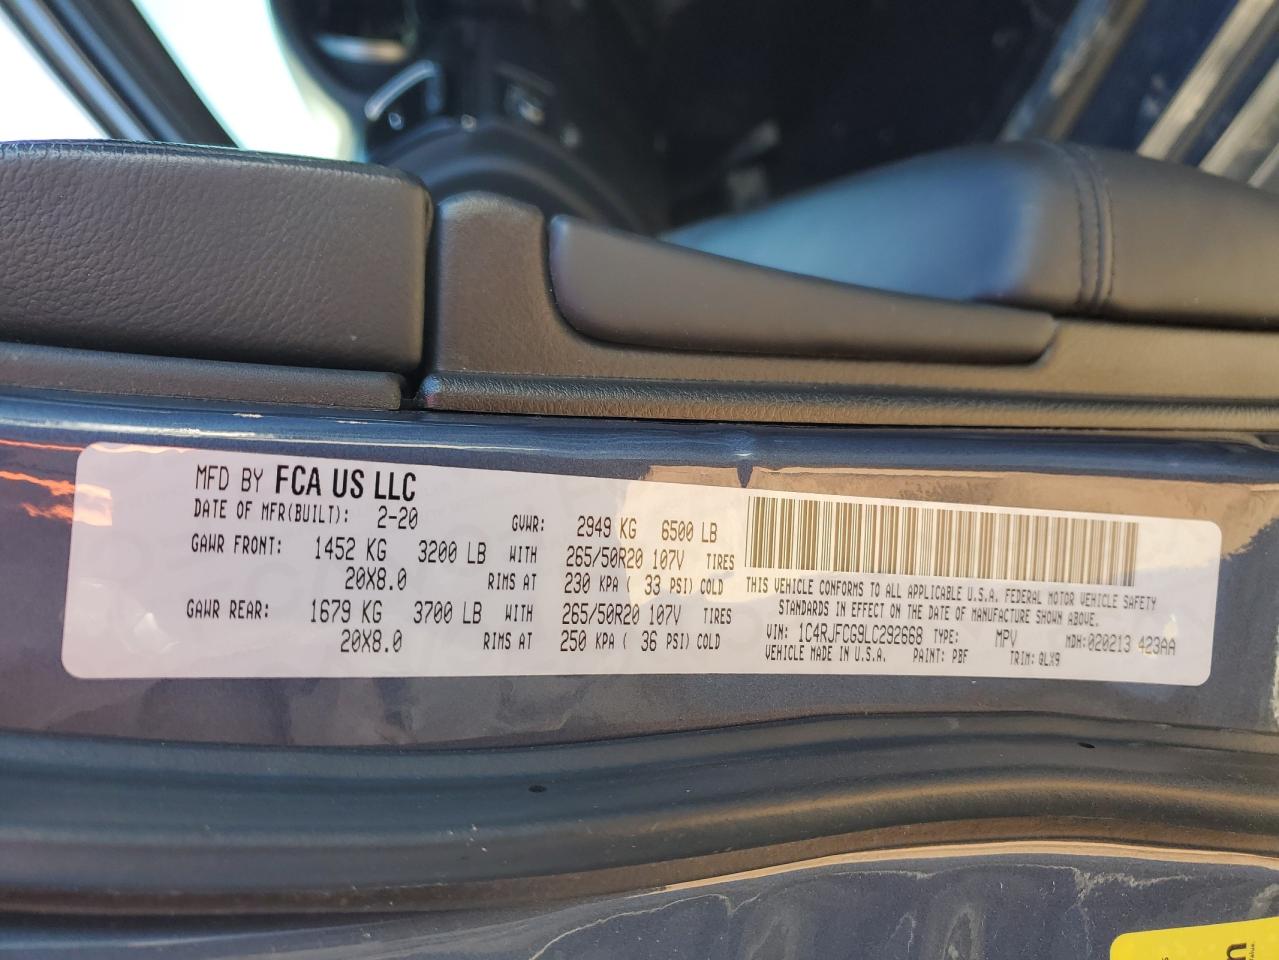 MFD BY FCA US LLC
DATE OF MFR(BUILT): 2-20 GVWR: 2949 KG 6500 LB
GAWR FRONT: 1452 KG 3200 LB WITH 265/50R20 107V TIRES
20X8.0 RIMS AT 230 KPA ( 33 PSI) COLD
GAWR REAR: 1679 KG 3700 LB WITH 265/50R20 107V TIRES
20X8.0 RIMS AT 250 KPA ( 36 PSI) COLD
THIS VEHICLE CONFORMS TO ALL APPLICABLE U.S.A. FEDERAL MOTOR VEHICLE SAFETY
STANDARDS IN EFFECT ON THE DATE OF MANUFACTURE SHOWN ABOVE.
VIN: 1C4RJFCG9LC292668 TYPE: MPV MDH: 020213 423AA
VEHICLE MADE IN U.S.A. PAINT: PBF TRIM: QLX9